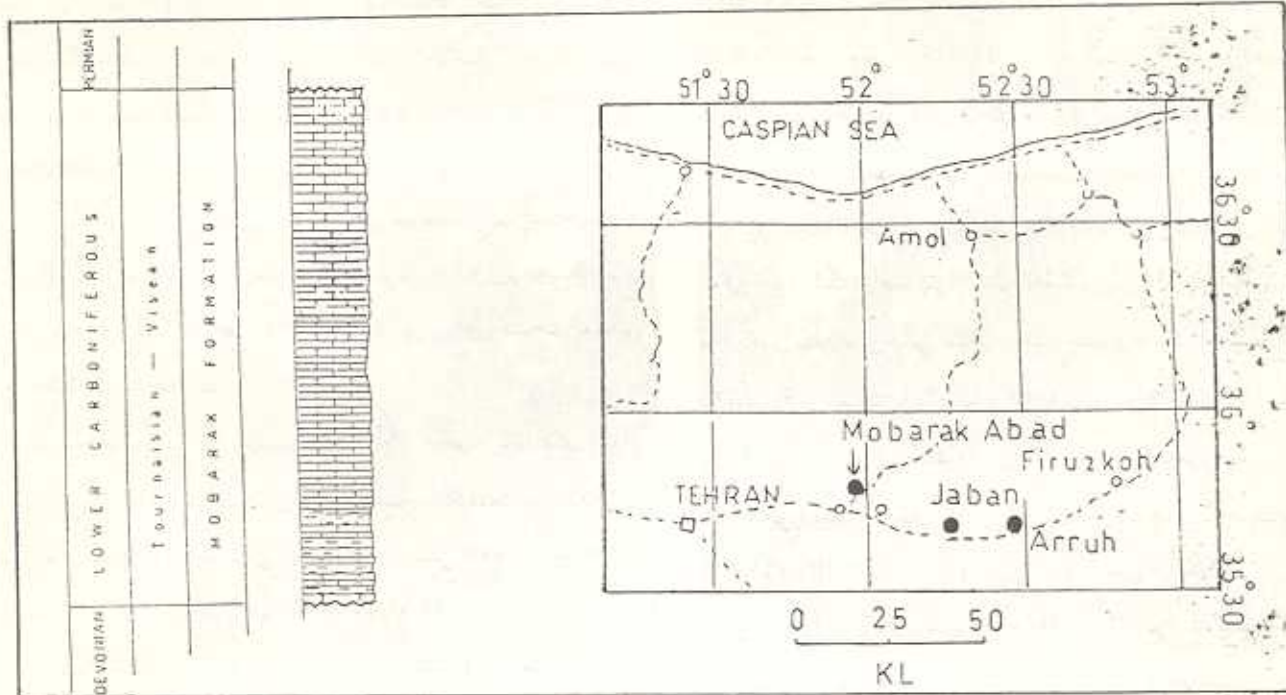 PERMIAN
LOWER CARBONIFEROUS
DEVONIAN
Tournaisian — Visean
MOBARAK FORMATION
51°30
52°
52°30
53°
CASPIAN SEA
36°30
Amol
36
Mobarak Abad
Firuzkoh
TEHRAN
Jaban
Arruh
35°30
0 25 50
KL